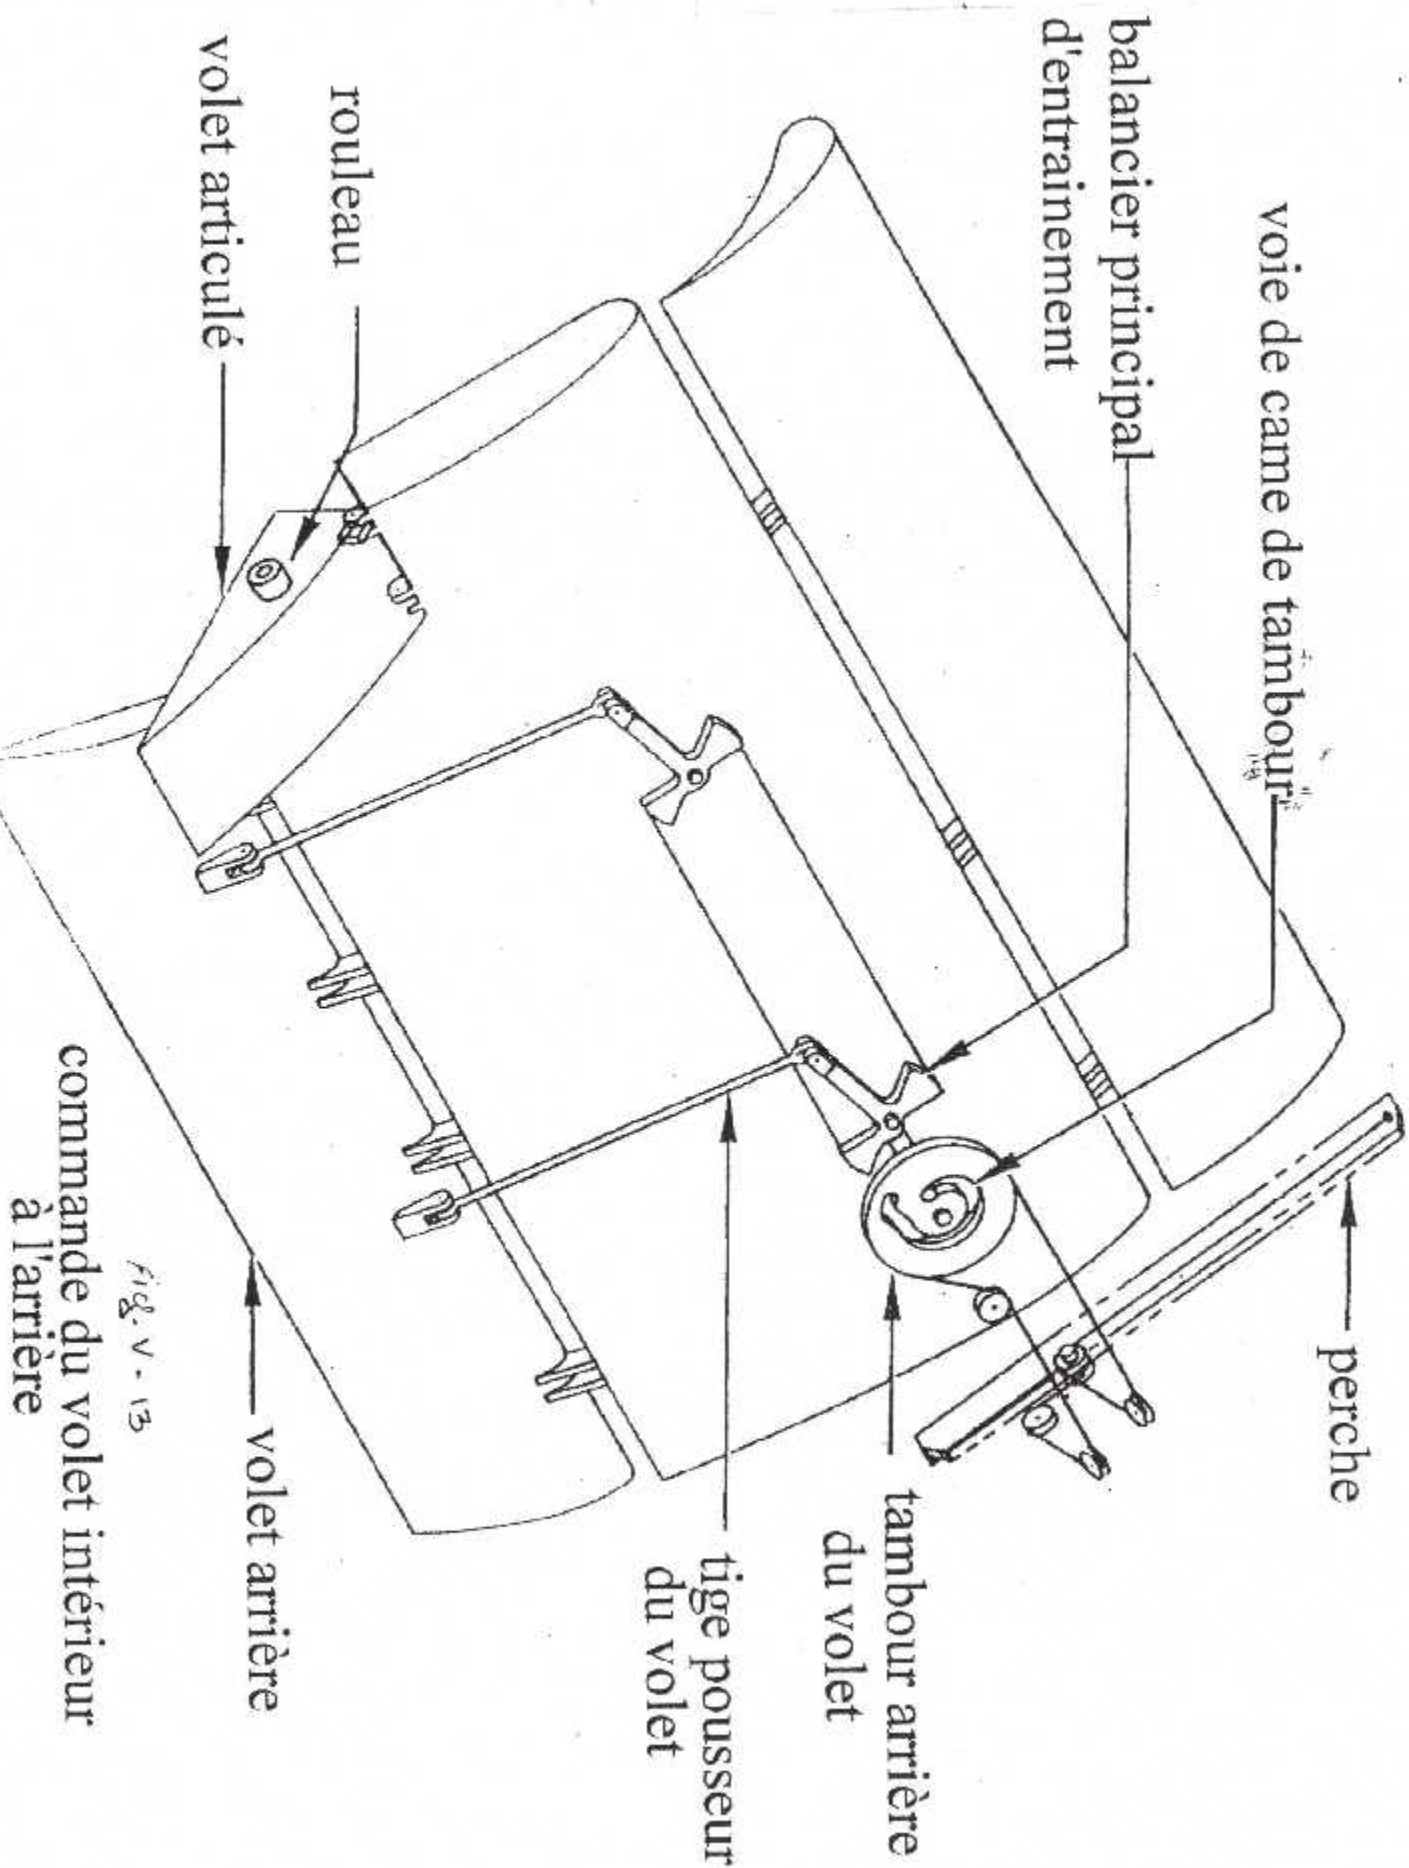 voie de came de tambour
balancier principal
d'entrainement
perche
rouleau
volet articulé
tambour arrière
du volet
tige pousseur
du volet
volet arrière
Fig. V - 13
commande du volet intérieur
à l'arrière